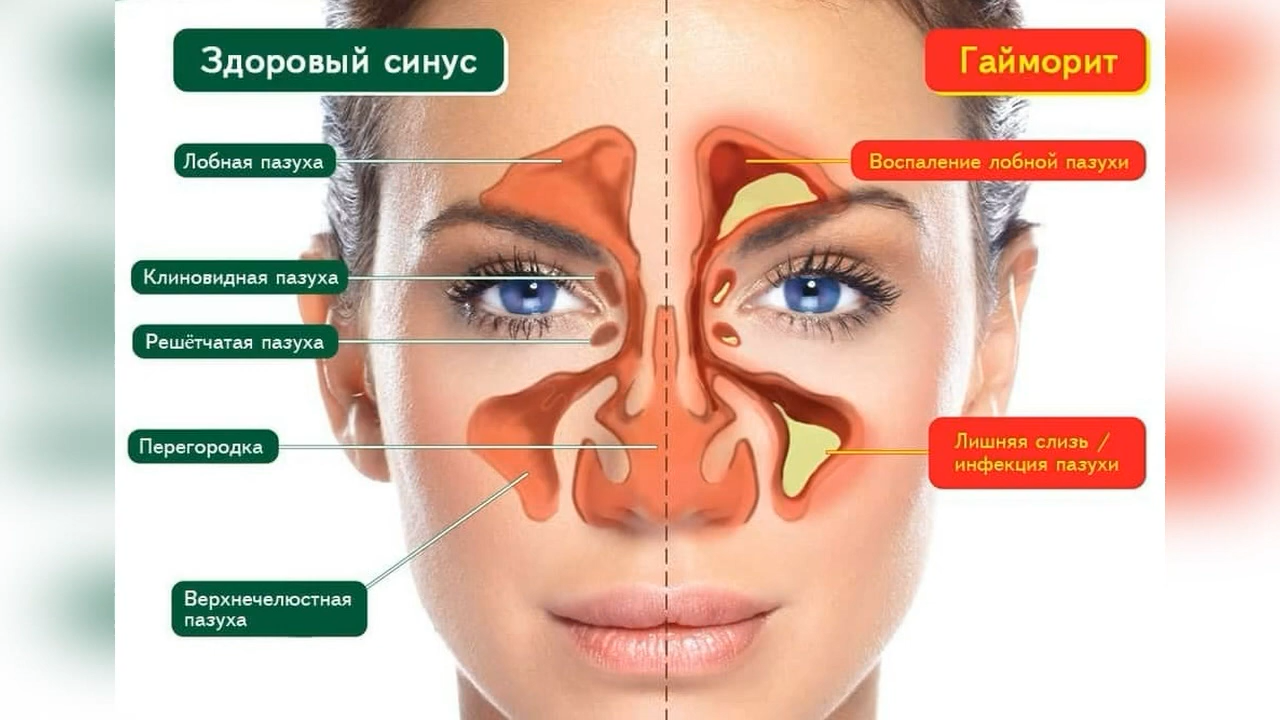 Здоровый синус
Гайморит
Лобная пазуха
Воспаление лобной пазухи
Клиновидная пазуха
Решётчатая пазуха
Перегородка
Лишняя слизь /
инфекция пазухи
Верхнечелюстная
пазуха